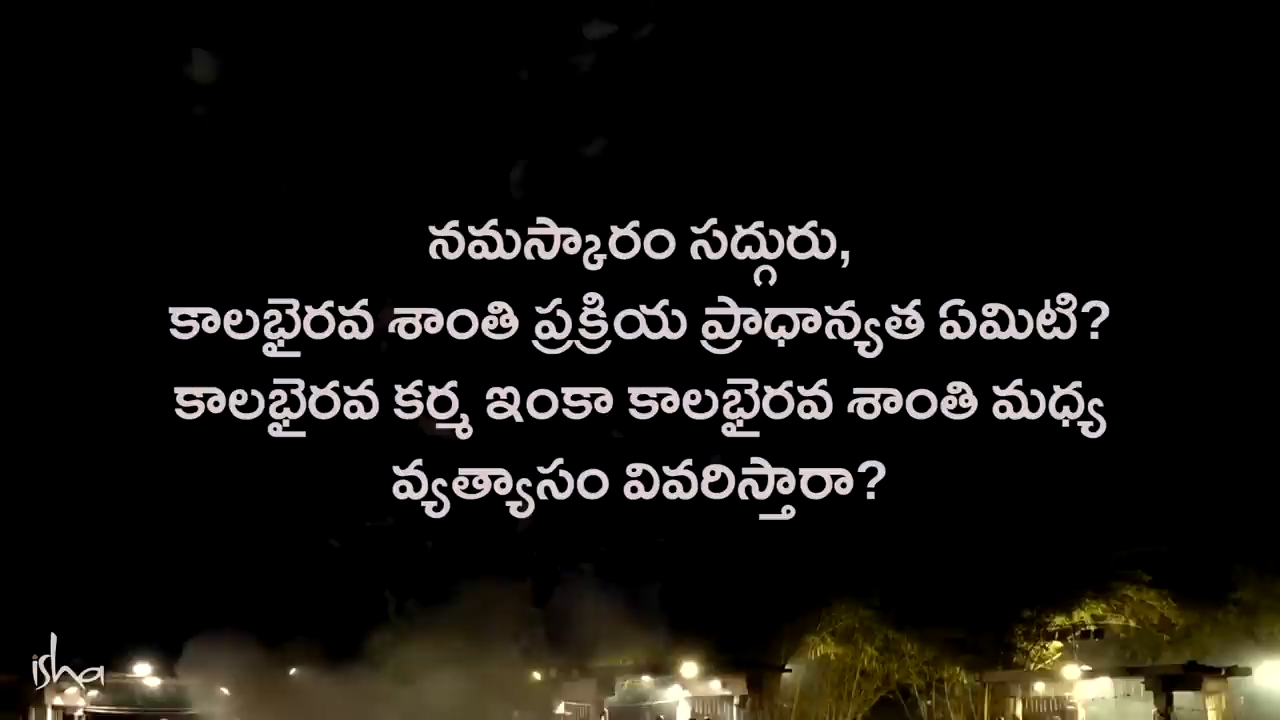 నమస్కారం సద్గురు,
కాలభైరవ శాంతి ప్రక్రియ ప్రాధాన్యత ఏమిటి?
కాలభైరవ కర్మ ఇంకా కాలభైరవ శాంతి మధ్య
వ్యత్యాసం వివరిస్తారా?
isha